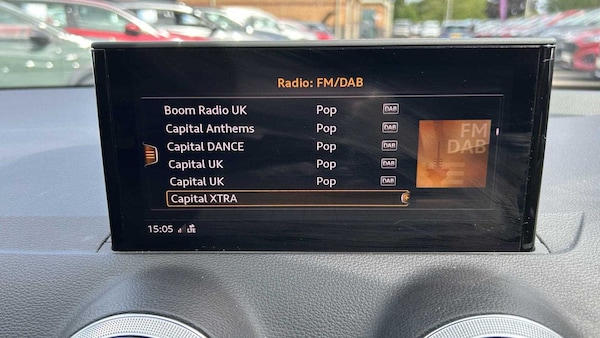 Radio: FM/DAB
Boom Radio UK Pop DAB
Capital Anthems Pop DAB
Capital DANCE Pop DAB
Capital UK Pop DAB
Capital UK Pop DAB
Capital XTRA
FM
DAB
15:05 LTE